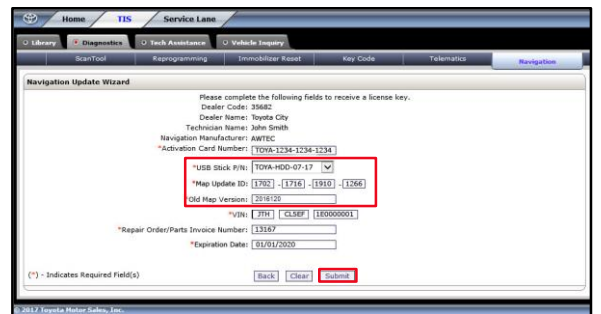 Home TIS Service Lane
Library Diagnostics Tech Assistance Vehicle Inquiry
ScanTool Reprogramming Immobilizer Reset Key Code Telematics Navigation
Navigation Update Wizard
Please complete the following fields to receive a license key.
Dealer Code: 35682
Dealer Name: Toyota City
Technician Name: John Smith
Navigation Manufacturer: AWTEC
*Activation Card Number: TOYA-1234-1234-1234
*USB Stick P/N: TOYA-HDD-07-17
*Map Update ID: 1702 - 1716 - 1910 - 1266
*Old Map Version: 2016120
*VIN: JTH CL5EF 1E0000001
*Repair Order/Parts Invoice Number: 13167
*Expiration Date: 01/01/2020
(*) - Indicates Required Field(s) Back Clear Submit
© 2017 Toyota Motor Sales, Inc.